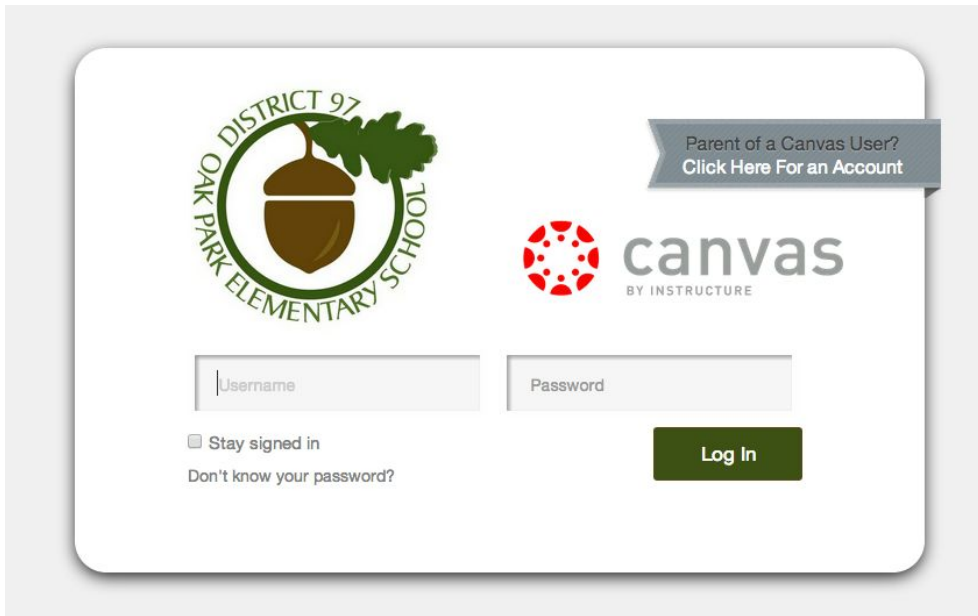 OAK PARK ELEMENTARY SCHOOL DISTRICT 97
Parent of a Canvas User?
Click Here For an Account
canvas
BY INSTRUCTURE
Username
Password
Stay signed in
Log In
Don't know your password?